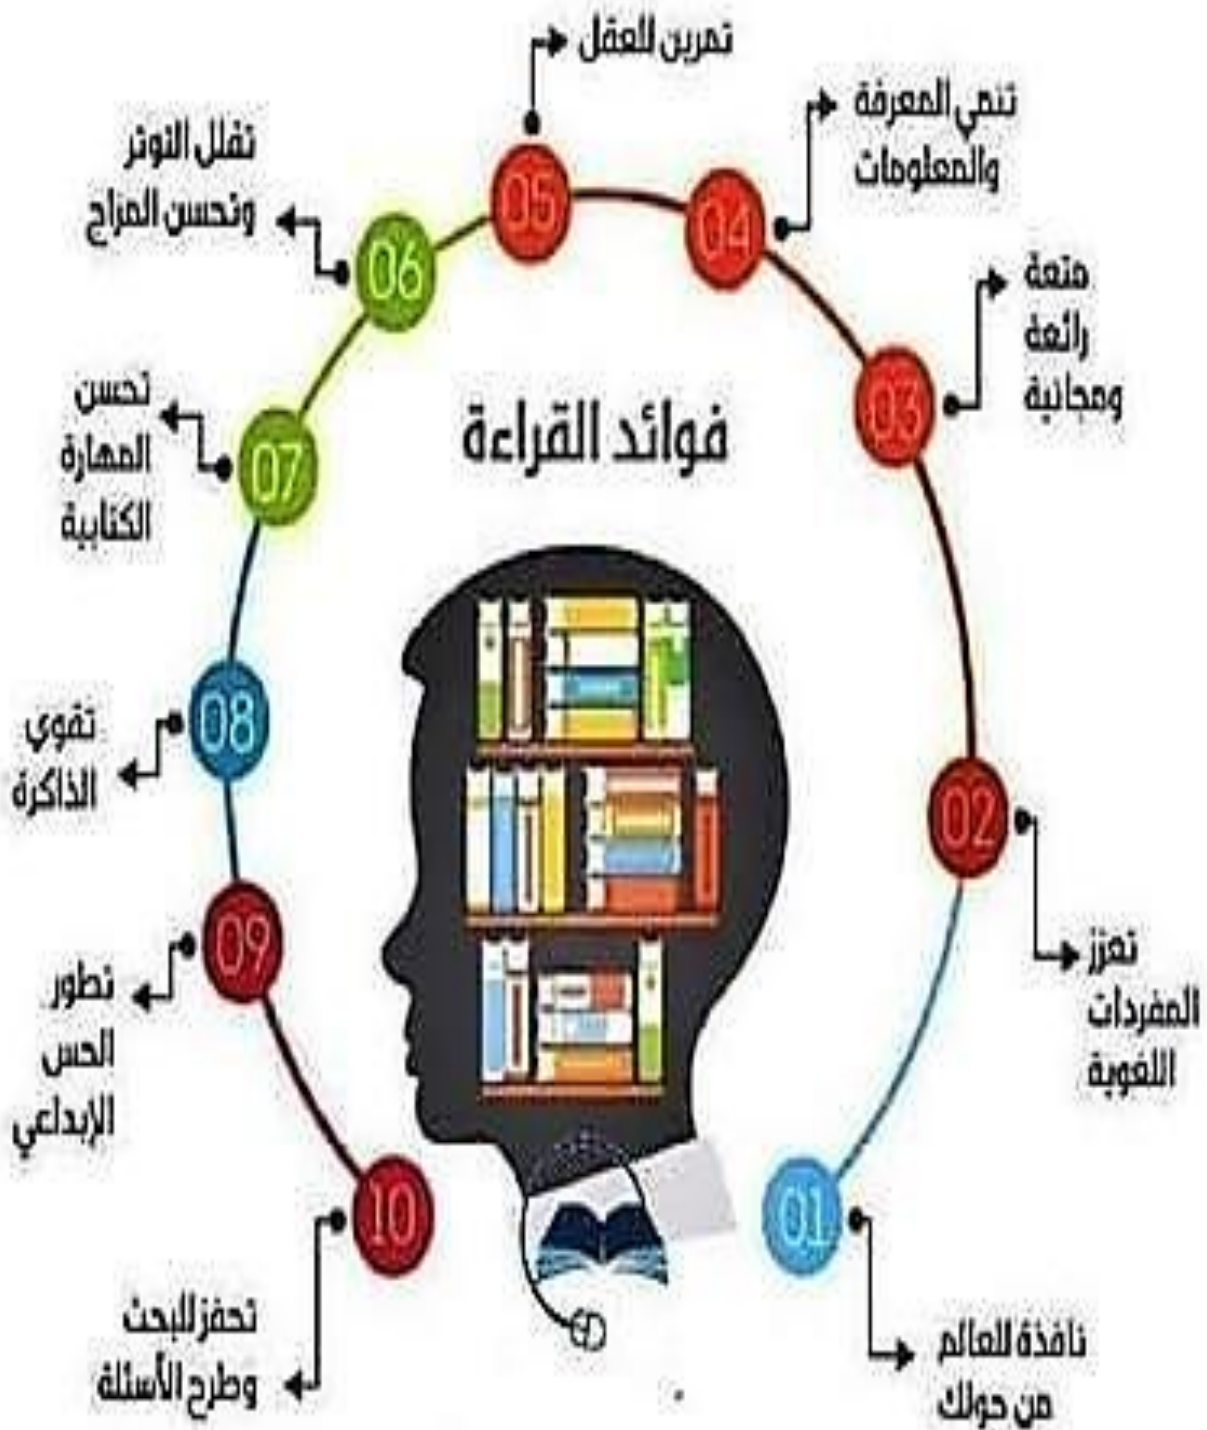 فوائد القراءة
01
نافذة للعالم
من حولك
02
تعزز
المفردات
اللغوية
03
متعة
رائعة
ومجانية
04
تنمي المعرفة
والمعلومات
05
تمرين للعقل
06
تقلل التوتر
وتحسن المزاج
07
تحسن
المهارة
الكتابية
08
تقوي
الذاكرة
09
تطور
الحس
الإبداعي
10
تحفز للبحث
وطرح الأسئلة